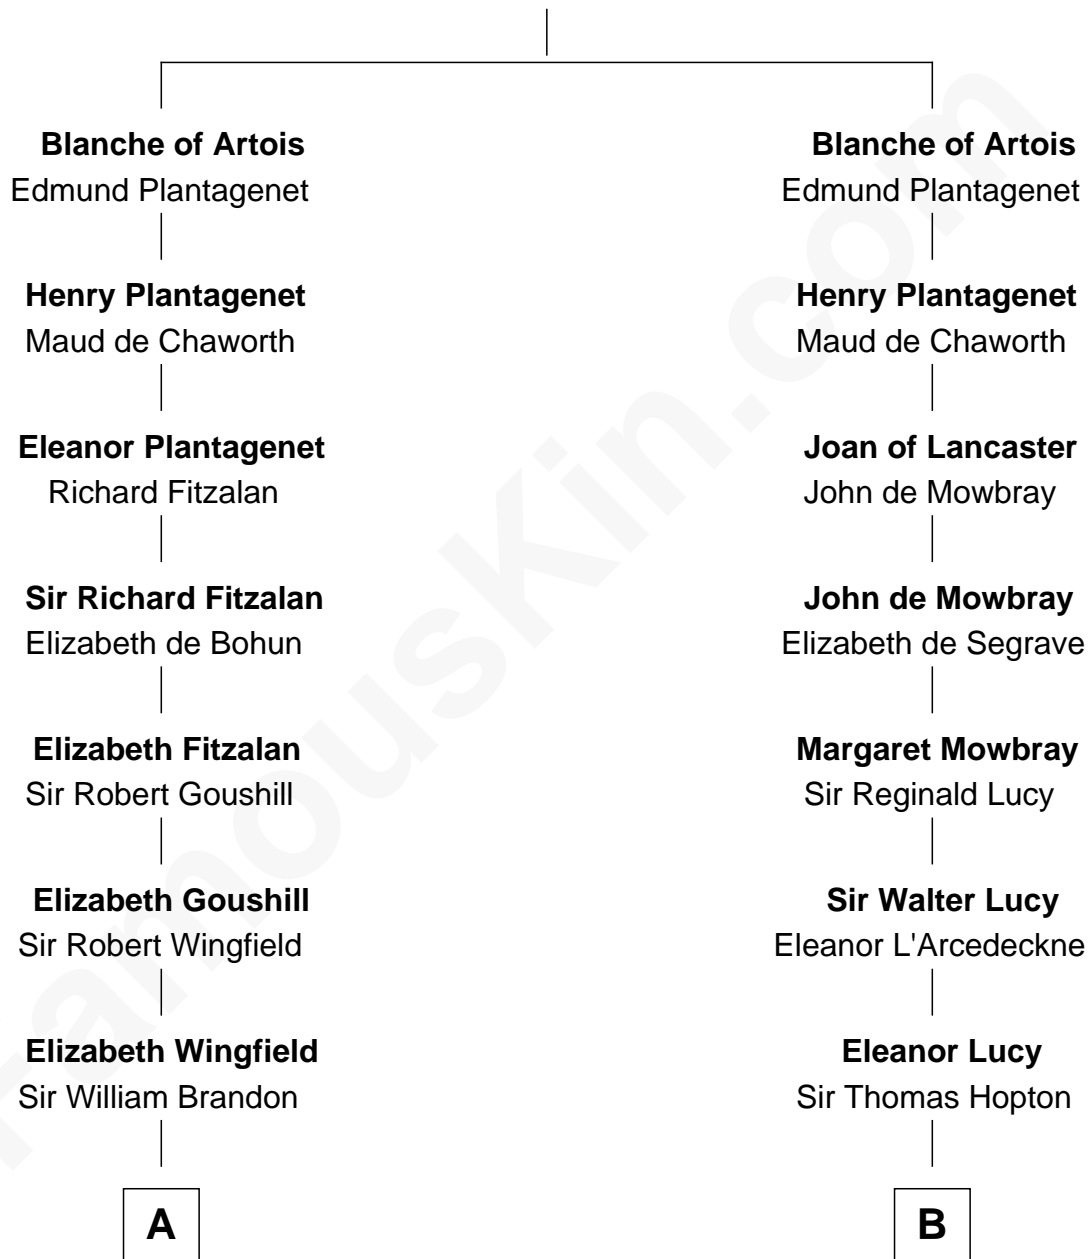 Blanche of Artois
Edmund Plantagenet
Henry Plantagenet
Maud de Chaworth
Eleanor Plantagenet
Richard Fitzalan
Sir Richard Fitzalan
Elizabeth de Bohun
Elizabeth Fitzalan
Sir Robert Goushill
Elizabeth Goushill
Sir Robert Wingfield
Elizabeth Wingfield
Sir William Brandon
A
Blanche of Artois
Edmund Plantagenet
Henry Plantagenet
Maud de Chaworth
Joan of Lancaster
John de Mowbray
John de Mowbray
Elizabeth de Segrave
Margaret Mowbray
Sir Reginald Lucy
Sir Walter Lucy
Eleanor L'Arcedeckne
Eleanor Lucy
Sir Thomas Hopton
B
FamousKin.com